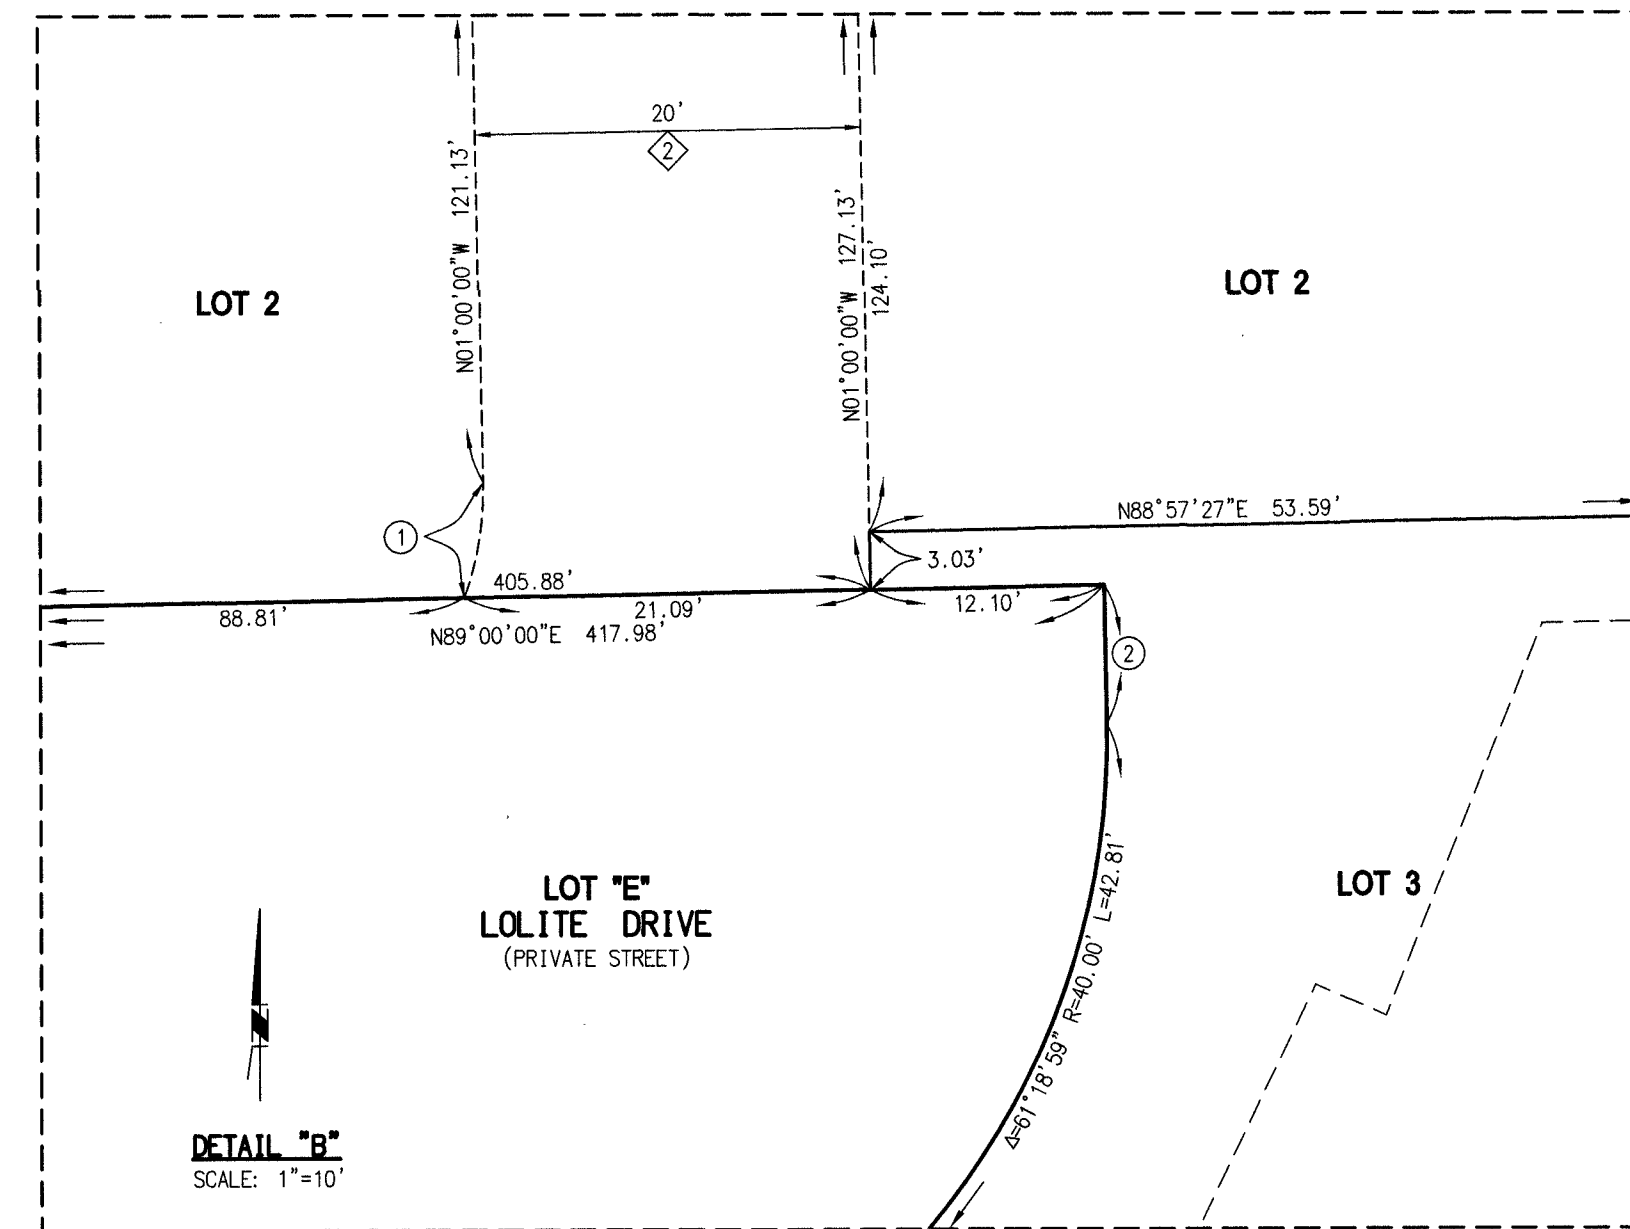 20'
2
N01°00'00"W 121.13'
N01°00'00"W 127.13'
124.10'
LOT 2
LOT 2
N88°57'27"E 53.59'
1
3.03'
405.88'
88.81'
21.09'
12.10'
N89°00'00"E 417.98'
2
LOT "E"
LOLITE DRIVE
(PRIVATE STREET)
LOT 3
Δ=61°18'59" R=40.00' L=42.81'
N
DETAIL "B"
SCALE: 1"=10'